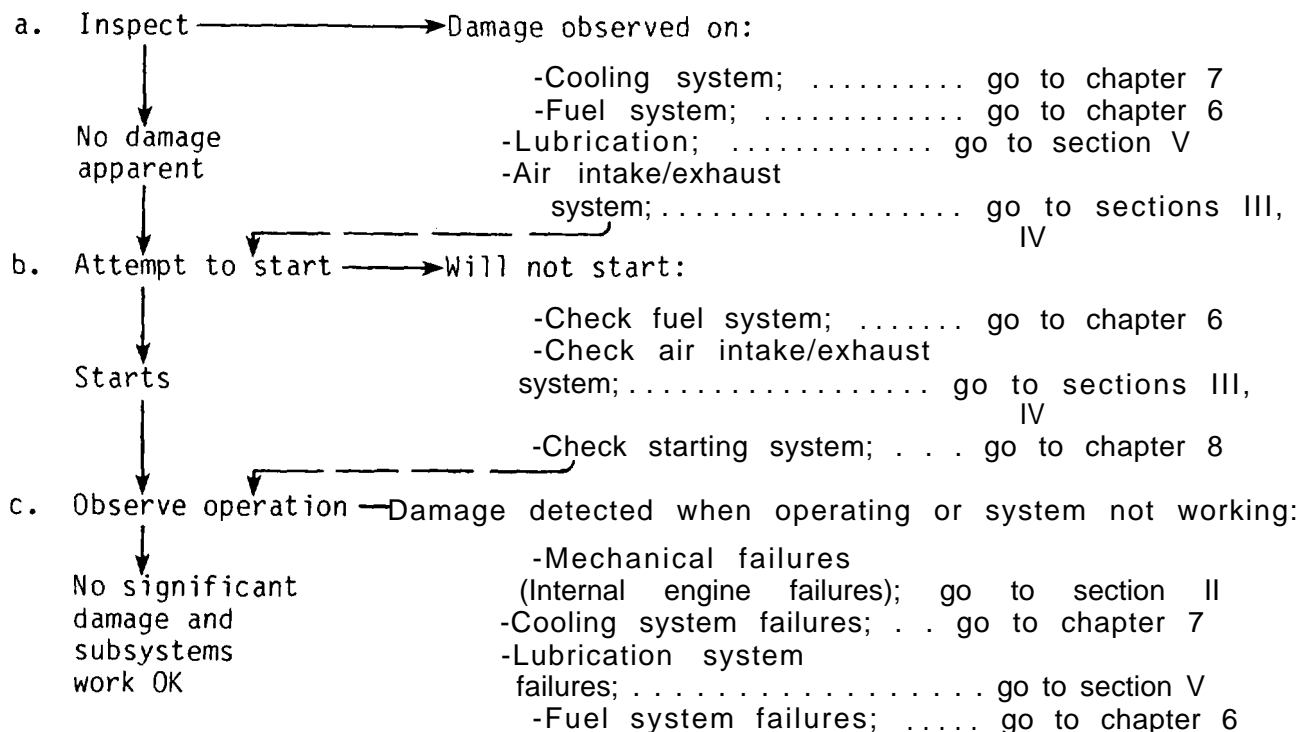 a. Inspect Damage observed on:
-Cooling system; .......... go to chapter 7
-Fuel system; ............. go to chapter 6
No damage
apparent
-Lubrication; ............. go to section V
-Air intake/exhaust
system; .................. go to sections III,
IV
b. Attempt to start Will not start:
-Check fuel system; ....... go to chapter 6
-Check air intake/exhaust
Starts
system; .................. go to sections III,
IV
-Check starting system; . . . go to chapter 8
c. Observe operation Damage detected when operating or system not working:
-Mechanical failures
(Internal engine failures); go to section II
No significant
damage and
subsystems
work OK
-Cooling system failures; . . go to chapter 7
-Lubrication system
failures; .................. go to section V
-Fuel system failures; ..... go to chapter 6